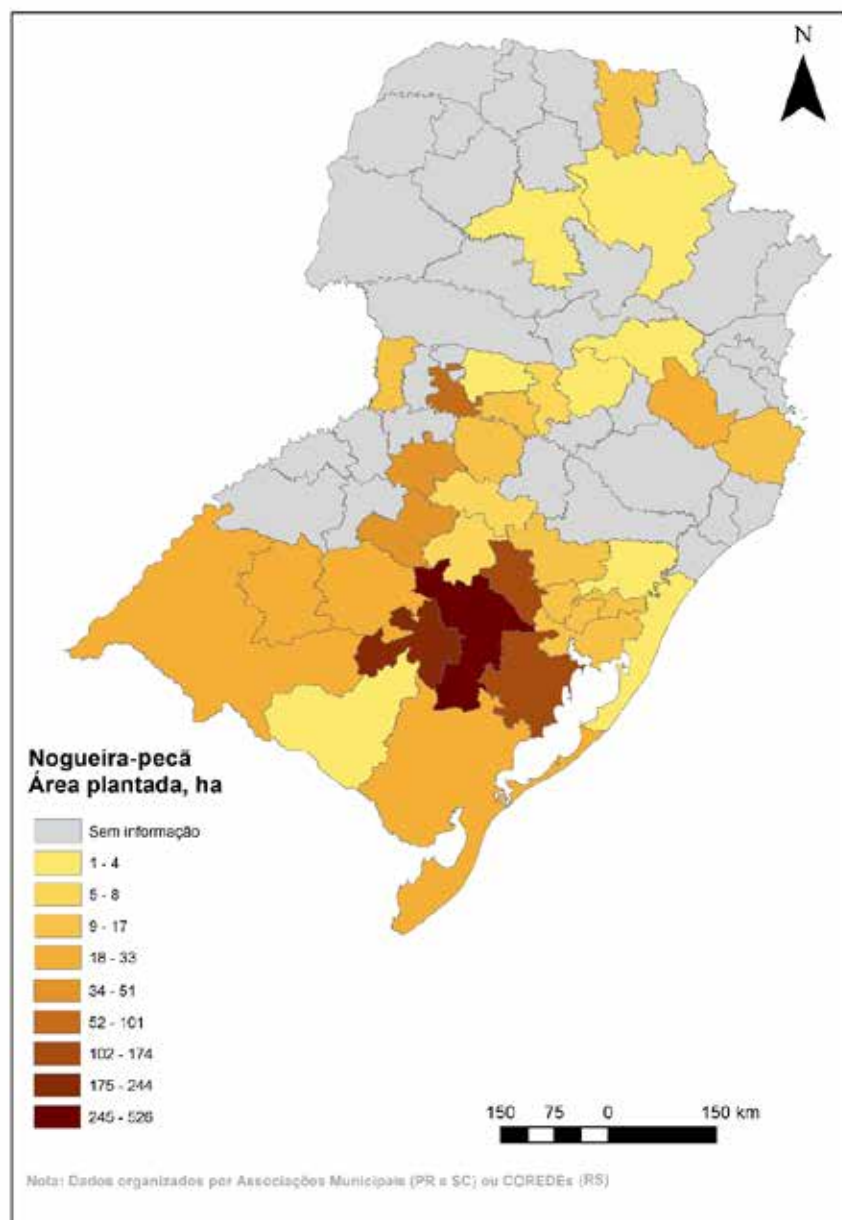 N
Nogueira-pecã
Área plantada, ha
Sem informação
1 - 4
5 - 8
9 - 17
18 - 33
34 - 51
52 - 101
102 - 174
175 - 244
245 - 526
150 75 0 150 km
Nota: Dados organizados por Associações Municipais (PR e SC) ou COREDEs (RS)